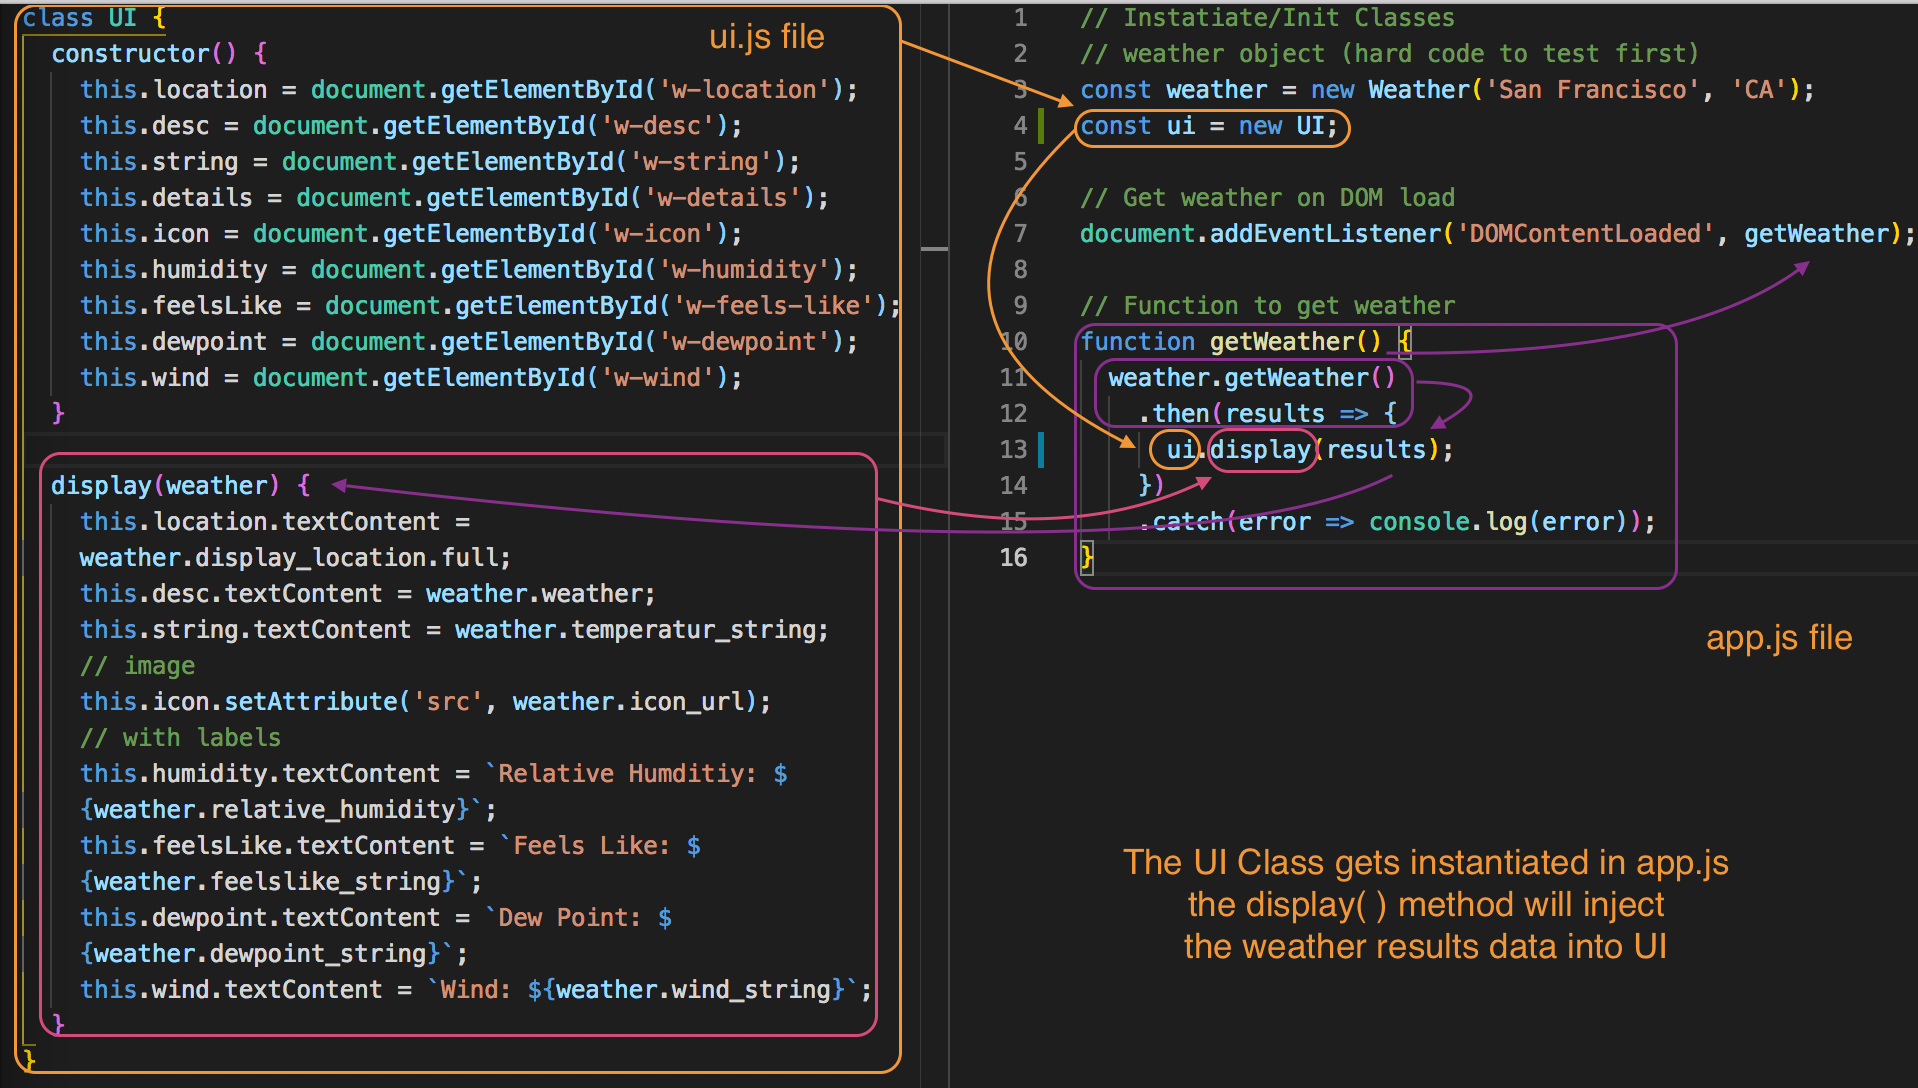 class UI {
ui.js file
constructor() {
this.location = document.getElementById('w-location');
this.desc = document.getElementById('w-desc');
this.string = document.getElementById('w-string');
this.details = document.getElementById('w-details');
this.icon = document.getElementById('w-icon');
this.humidity = document.getElementById('w-humidity');
this.feelsLike = document.getElementById('w-feels-like');
this.dewpoint = document.getElementById('w-dewpoint');
this.wind = document.getElementById('w-wind');
}
display(weather) {
this.location.textContent =
weather.display_location.full;
this.desc.textContent = weather.weather;
this.string.textContent = weather.temperatur_string;
// image
this.icon.setAttribute('src', weather.icon_url);
// with labels
this.humidity.textContent = `Relative Humditiy: $
{weather.relative_humidity}`;
this.feelsLike.textContent = `Feels Like: $
{weather.feelslike_string}`;
this.dewpoint.textContent = `Dew Point: $
{weather.dewpoint_string}`;
this.wind.textContent = `Wind: ${weather.wind_string}`;
}
}
1 // Instatiate/Init Classes
2 // weather object (hard code to test first)
3 const weather = new Weather('San Francisco', 'CA');
4 const ui = new UI;
5
6 // Get weather on DOM load
7 document.addEventListener('DOMContentLoaded', getWeather);
8
9 // Function to get weather
10 function getWeather() {
11 weather.getWeather()
12 .then(results => {
13 ui.display(results);
14 })
15 .catch(error => console.log(error));
16 }
app.js file
The UI Class gets instantiated in app.js
the display( ) method will inject
the weather results data into UI